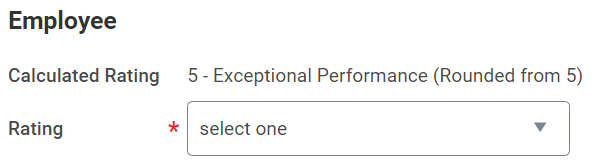 Employee
Calculated Rating 5 - Exceptional Performance (Rounded from 5)
Rating * select one